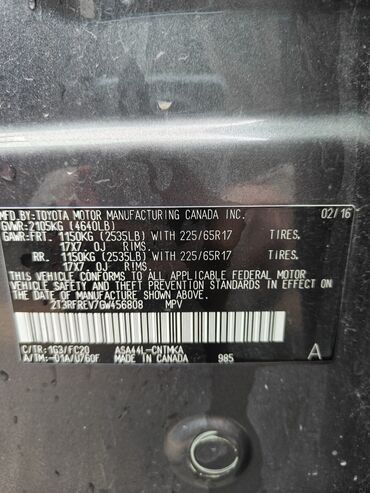 MFD.BY:TOYOTA MOTOR MANUFACTURING CANADA INC. 02/16
GVWR:2105KG (4640LB)
GAWR:FRT. 1150KG (2535LB) WITH 225/65R17 TIRES.
17X7.0J RIMS.
RR. 1150KG (2535LB) WITH 225/65R17 TIRES.
17X7.0J RIMS.
THIS VEHICLE CONFORMS TO ALL APPLICABLE FEDERAL MOTOR
VEHICLE SAFETY AND THEFT PREVENTION STANDARDS IN EFFECT
ON THE DATE OF MANUFACTURE SHOWN ABOVE.
2T3RFREV7GW456808 MPV
C/TR:1G3/FC20 ASA44L-CNTMKA
A/TM:-01A/U760F MADE IN CANADA 985 A